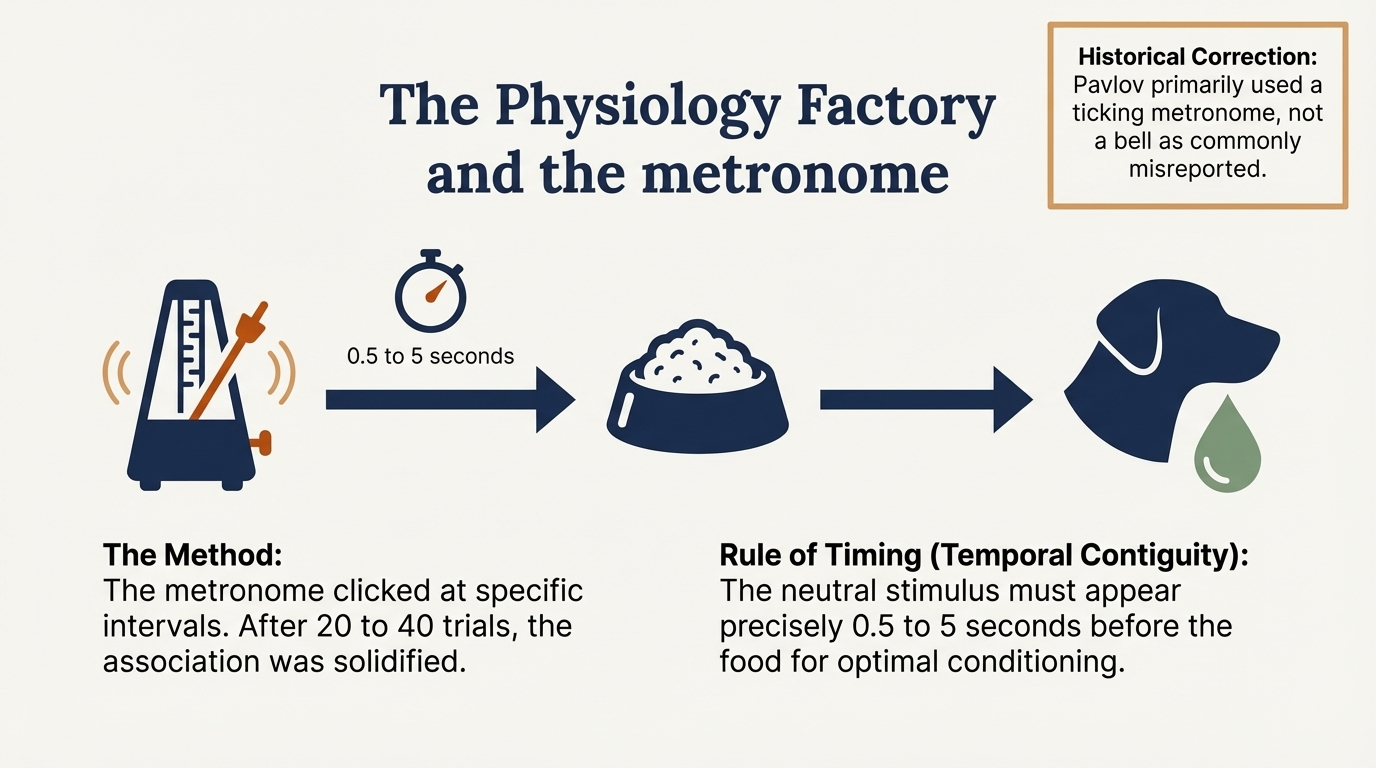 The Physiology Factory
and the metronome
Historical Correction:
Pavlov primarily used a
ticking metronome, not
a bell as commonly
misreported.
0.5 to 5 seconds
The Method:
The metronome clicked at specific
intervals. After 20 to 40 trials, the
association was solidified.
Rule of Timing (Temporal Contiguity):
The neutral stimulus must appear
precisely 0.5 to 5 seconds before the
food for optimal conditioning.